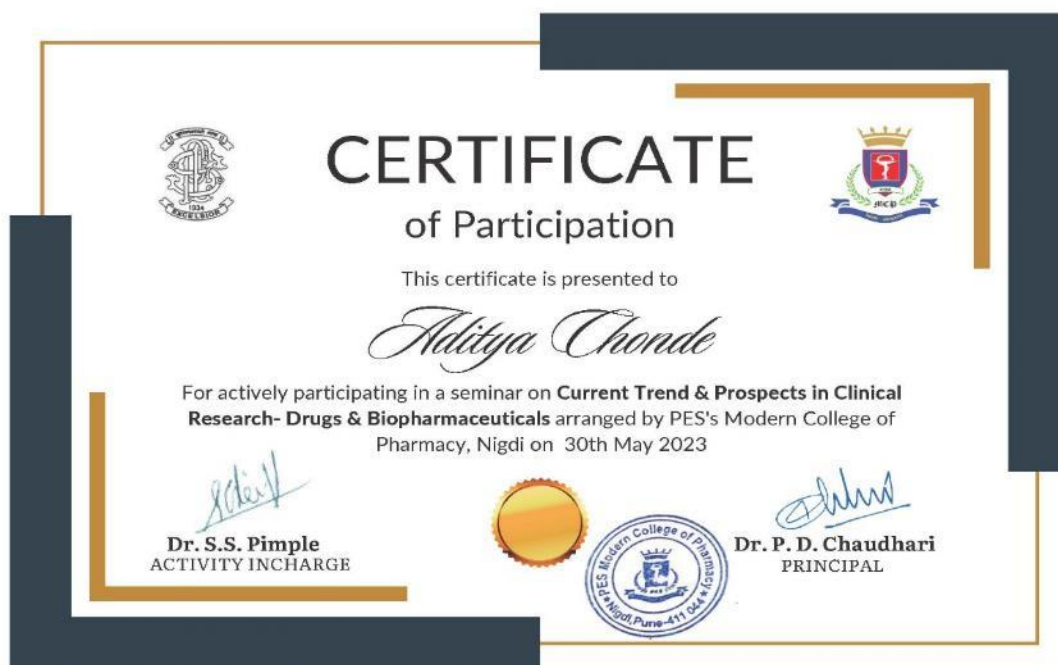 CERTIFICATE
of Participation
This certificate is presented to
Aditya Chonde
For actively participating in a seminar on Current Trend & Prospects in Clinical
Research- Drugs & Biopharmaceuticals arranged by PES's Modern College of
Pharmacy, Nigdi on 30th May 2023
Dr. S.S. Pimple
ACTIVITY INCHARGE
Dr. P. D. Chaudhari
PRINCIPAL
1934
EXCELSIOR
MCP
PES Modern College of Pharmacy
Nigdi, Pune-411 044